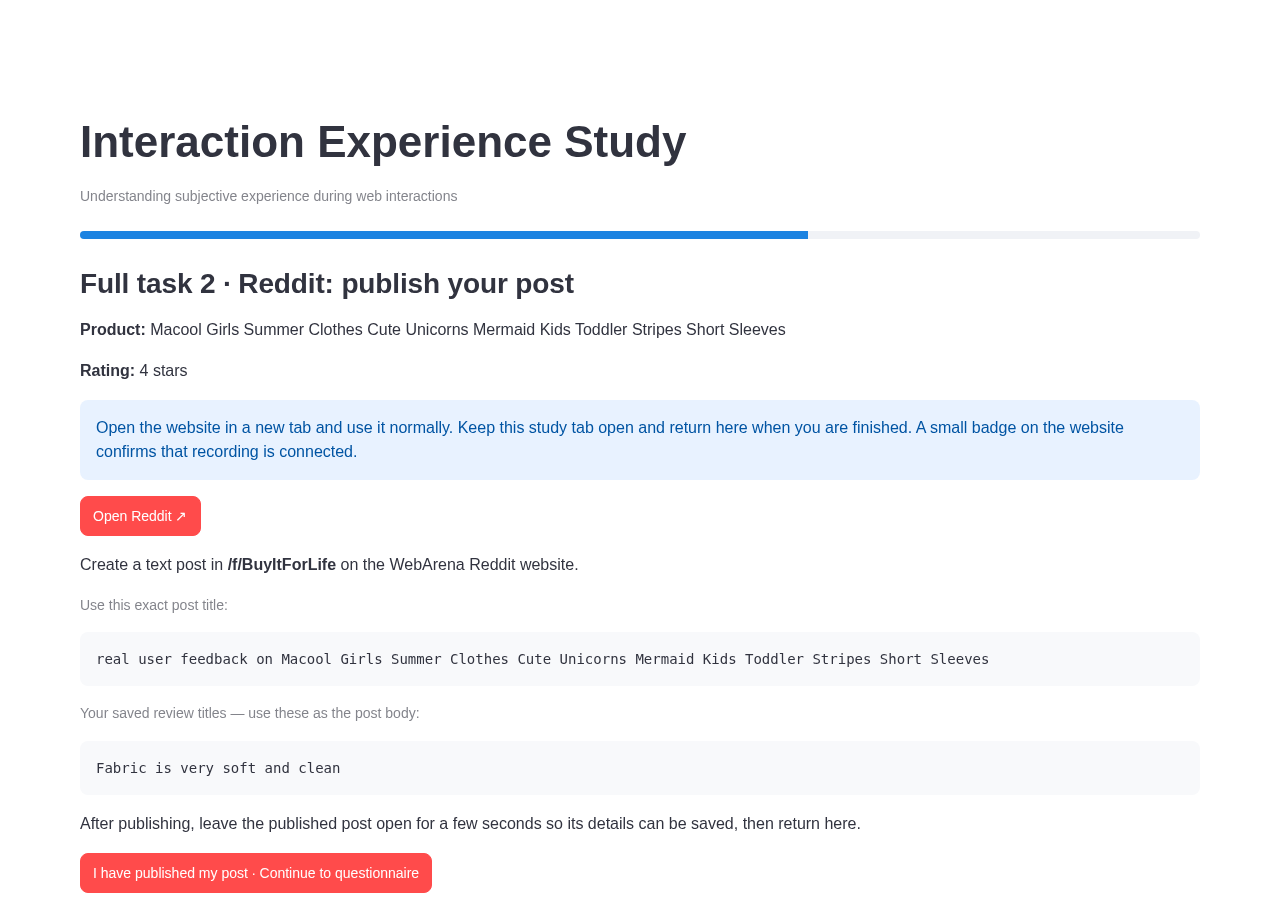 Interaction Experience Study
Understanding subjective experience during web interactions
Full task 2 · Reddit: publish your post
Product: Macool Girls Summer Clothes Cute Unicorns Mermaid Kids Toddler Stripes Short Sleeves
Rating: 4 stars
Open the website in a new tab and use it normally. Keep this study tab open and return here when you are finished. A small badge on the website
confirms that recording is connected.
Open Reddit ↗
Create a text post in /f/BuyItForLife on the WebArena Reddit website.
Use this exact post title:
real user feedback on Macool Girls Summer Clothes Cute Unicorns Mermaid Kids Toddler Stripes Short Sleeves
Your saved review titles — use these as the post body:
Fabric is very soft and clean
After publishing, leave the published post open for a few seconds so its details can be saved, then return here.
I have published my post · Continue to questionnaire